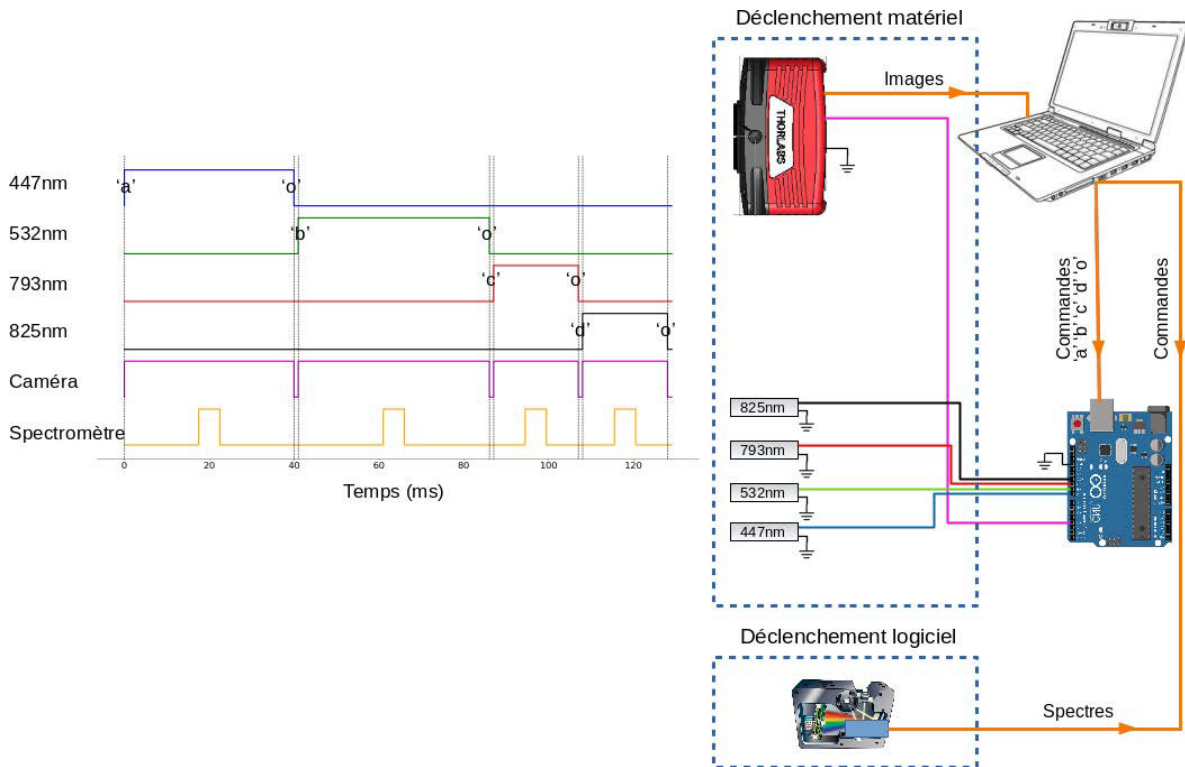 Déclenchement matériel
Images
THORLABS
447nm
‘a’
‘o’
532nm
‘b’
‘o’
793nm
‘c’
‘o’
825nm
‘d’
‘o’
Caméra
Spectromètre
0
20
40
60
80
100
120
Temps (ms)
825nm
793nm
532nm
447nm
Commandes
‘a’ ‘b’ ‘c’ ‘d’ ‘o’
Commandes
UNO
Déclenchement logiciel
Spectres